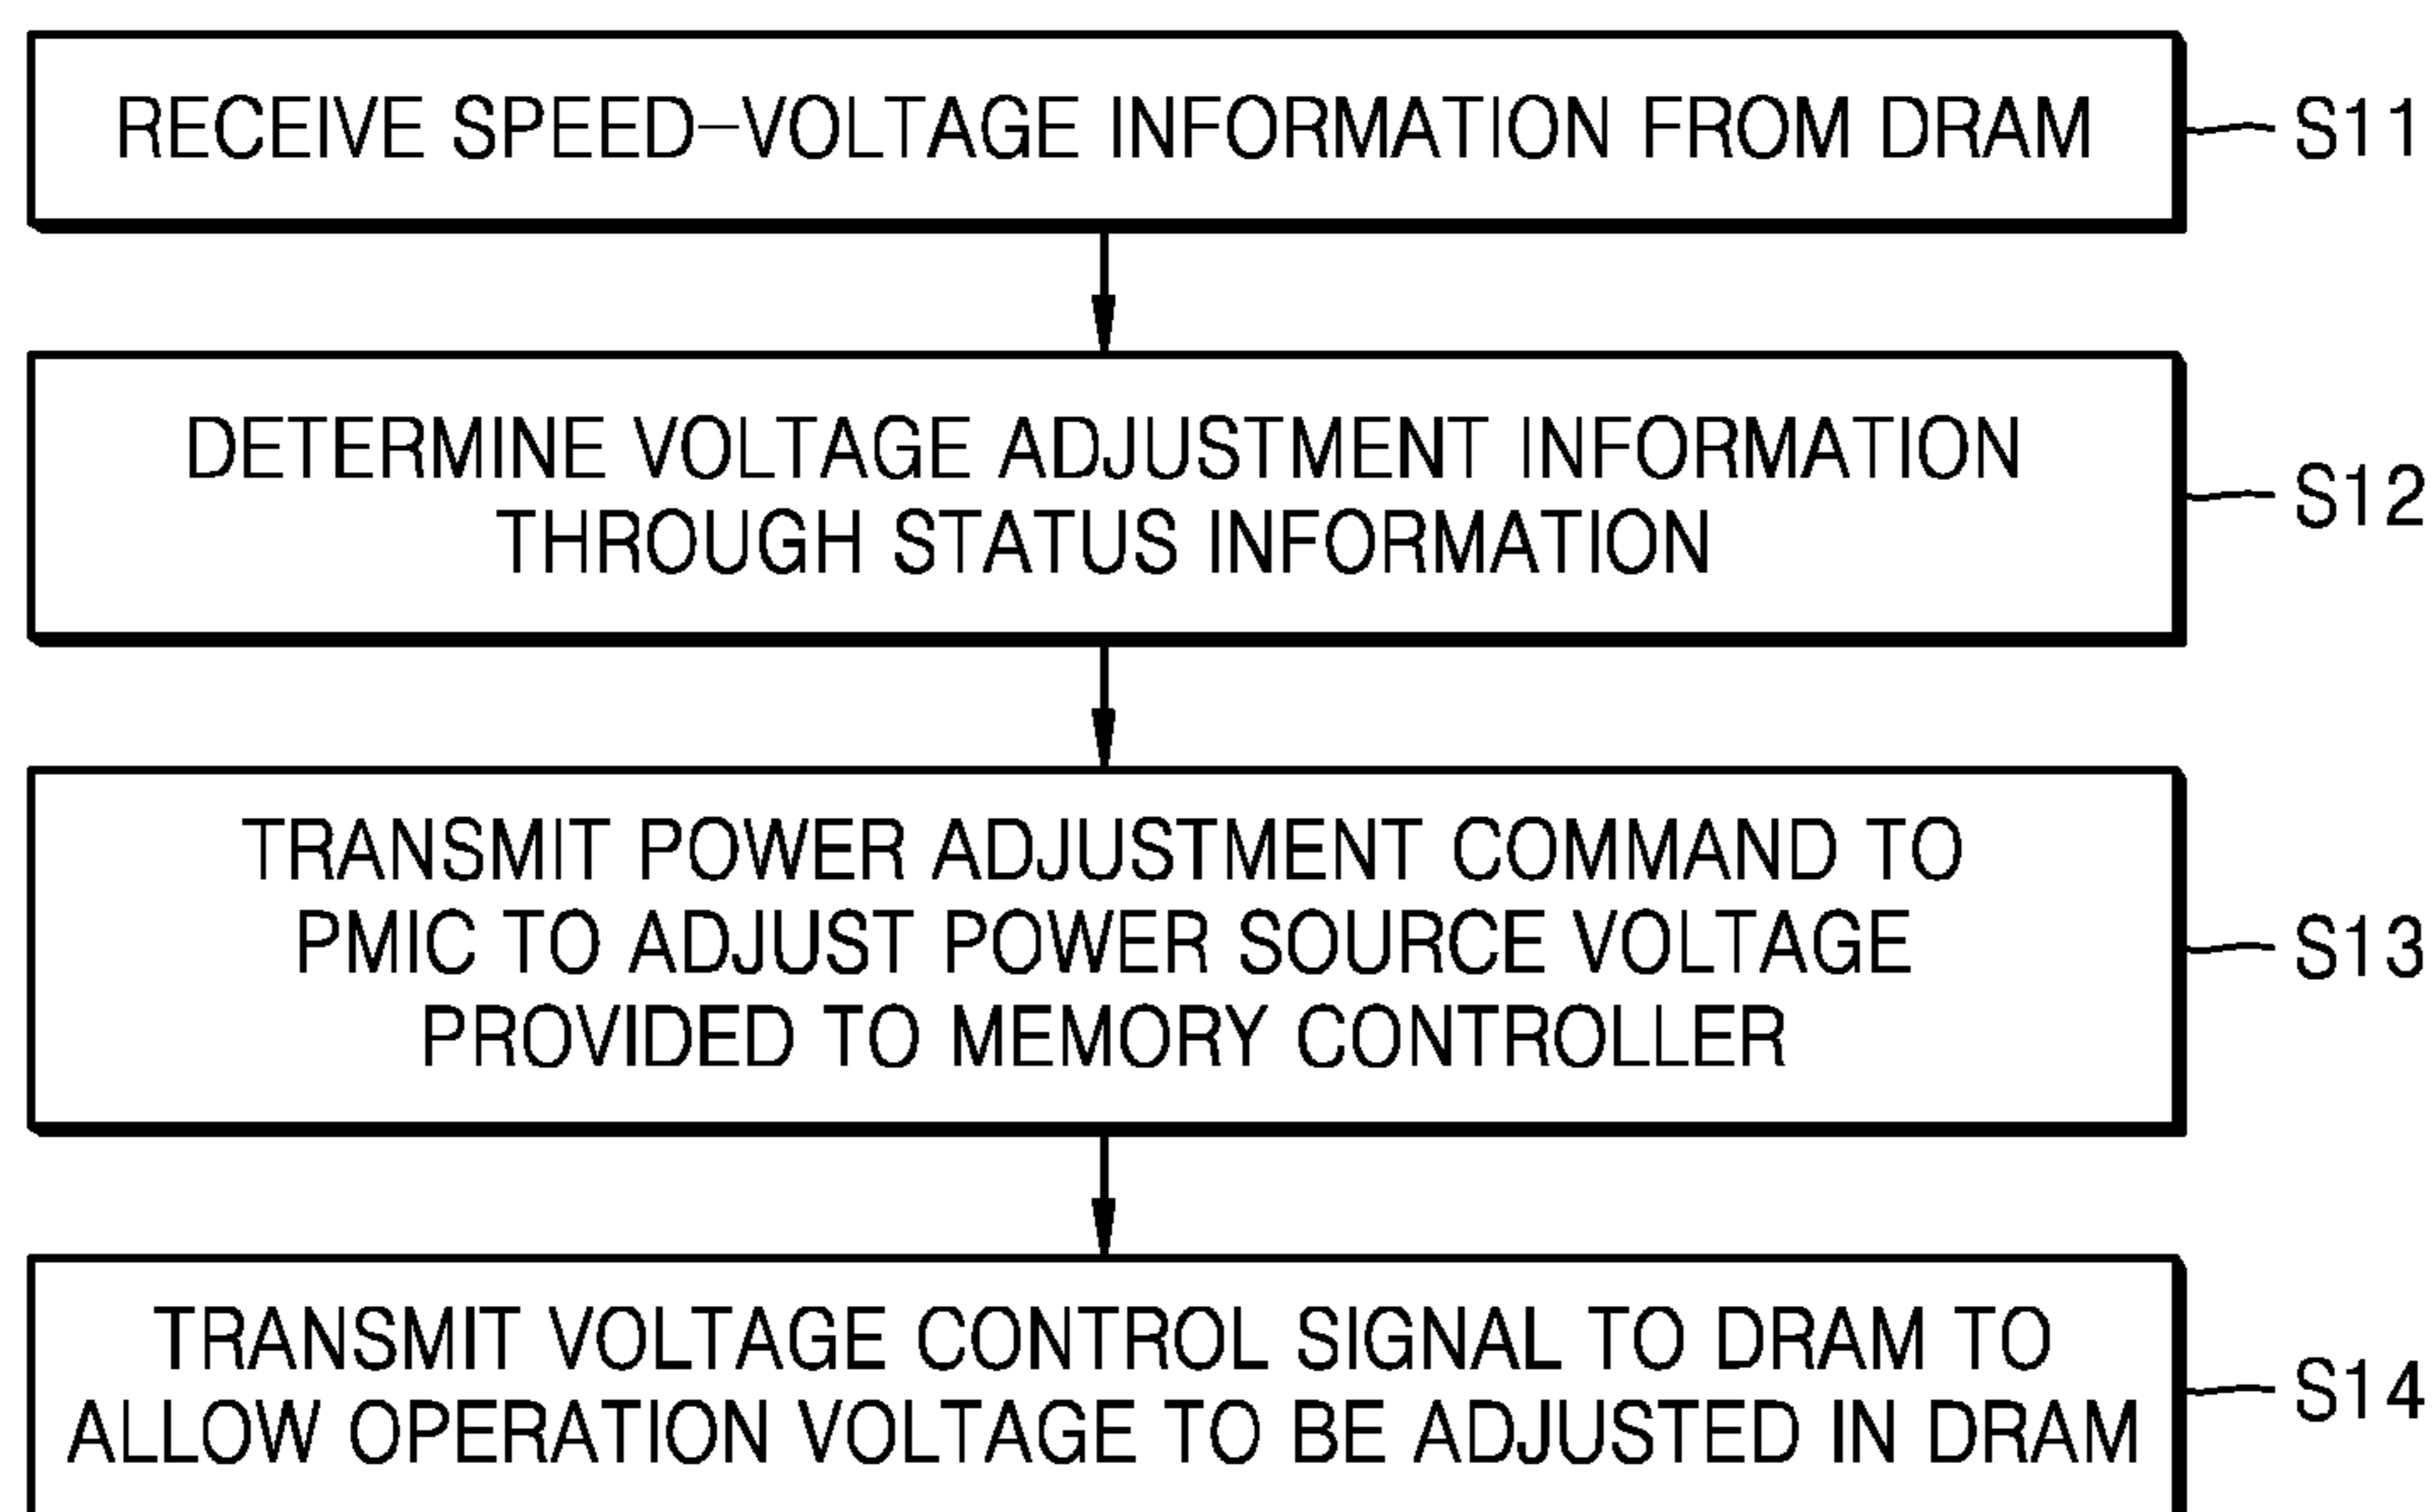 RECEIVE SPEED-VOLTAGE INFORMATION FROM DRAM
S11
DETERMINE VOLTAGE ADJUSTMENT INFORMATION
THROUGH STATUS INFORMATION
S12
TRANSMIT POWER ADJUSTMENT COMMAND TO
PMIC TO ADJUST POWER SOURCE VOLTAGE
PROVIDED TO MEMORY CONTROLLER
S13
TRANSMIT VOLTAGE CONTROL SIGNAL TO DRAM TO
ALLOW OPERATION VOLTAGE TO BE ADJUSTED IN DRAM
S14